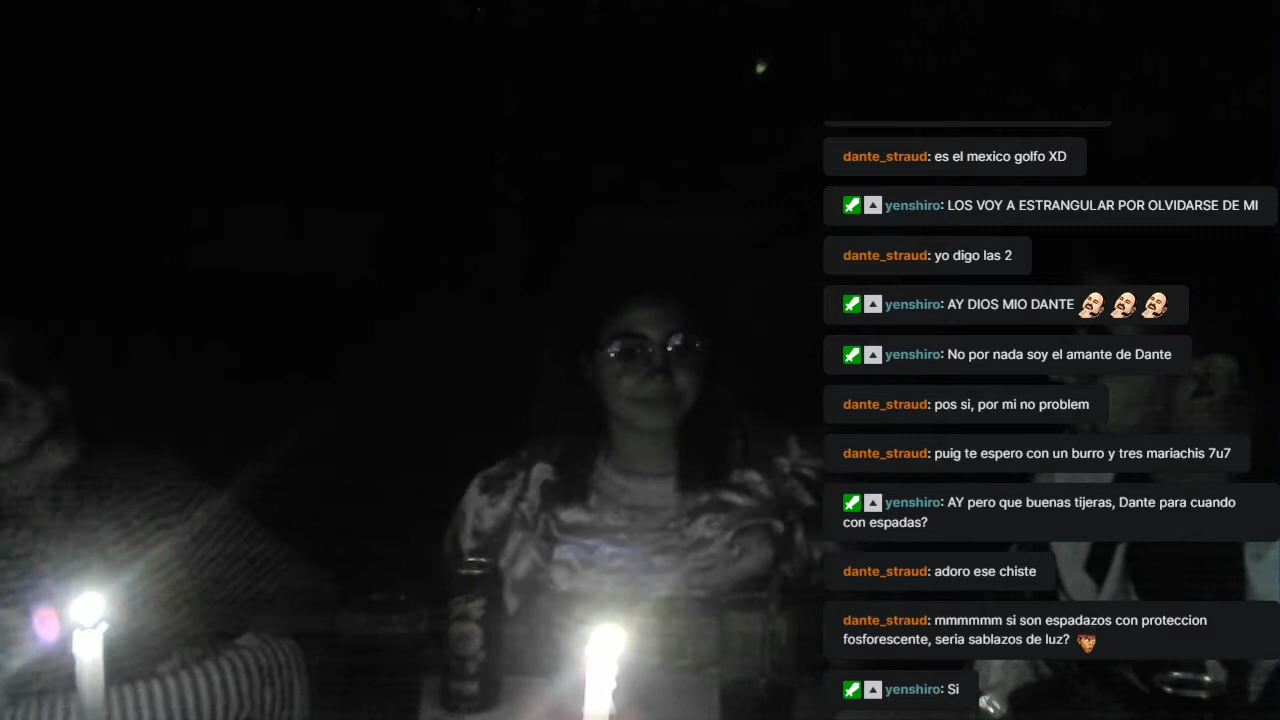 dante_straud: es el mexico golfo XD
yenshiro: LOS VOY A ESTRANGULAR POR OLVIDARSE DE MI
dante_straud: yo digo las 2
yenshiro: AY DIOS MIO DANTE
yenshiro: No por nada soy el amante de Dante
dante_straud: pos si, por mi no problem
dante_straud: puig te espero con un burro y tres mariachis 7u7
yenshiro: AY pero que buenas tijeras, Dante para cuando
con espadas?
dante_straud: adoro ese chiste
dante_straud: mmmmmm si son espadazos con proteccion
fosforescente, seria sablazos de luz?
yenshiro: Si